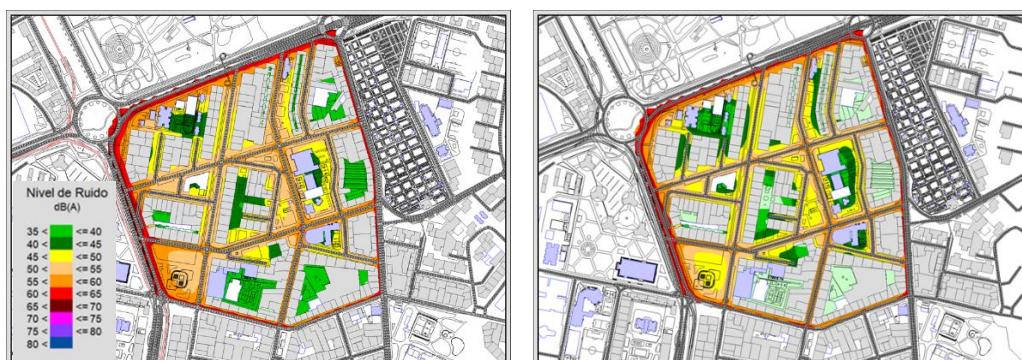 Nivel de Ruido
dB(A)
35 < <= 40
40 < <= 45
45 < <= 50
50 < <= 55
55 < <= 60
60 < <= 65
65 < <= 70
70 < <= 75
75 < <= 80
80 <